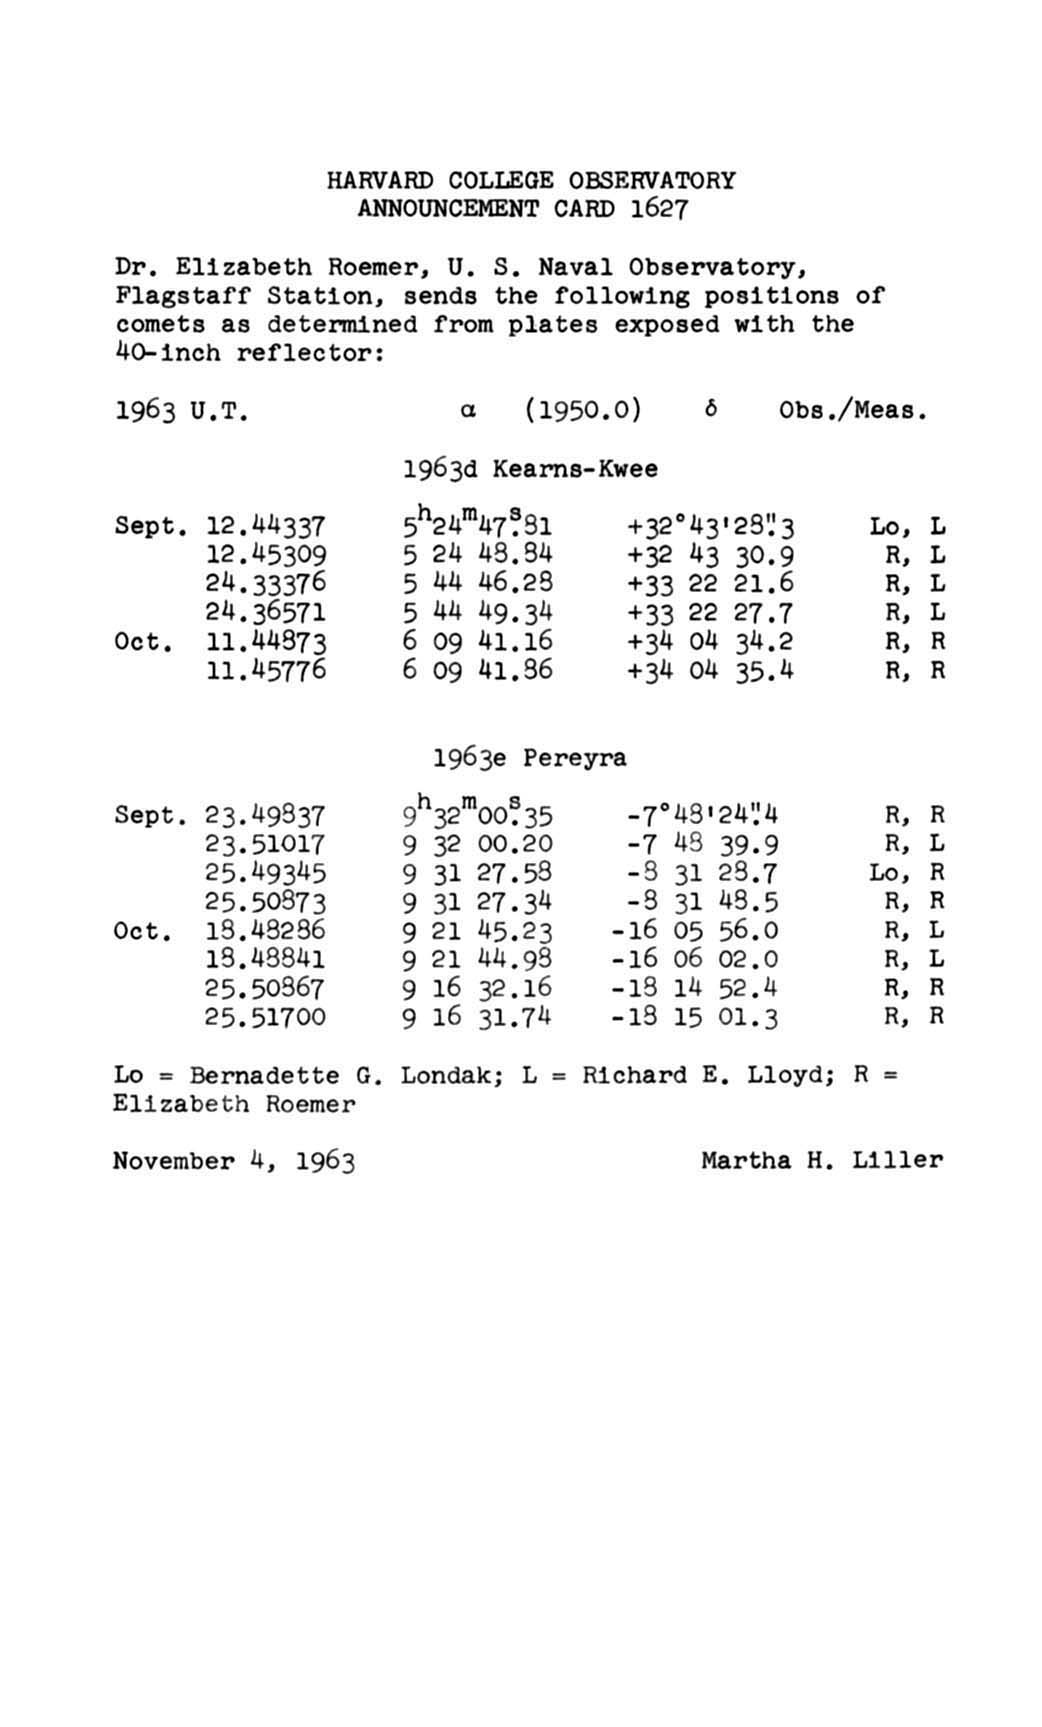 HARVARD COLLEGE OBSERVATORY
ANNOUNCEMENT CARD 1627
Dr. Elizabeth Roemer, U. S. Naval Observatory,
Flagstaff Station, sends the following positions of
comets as determined from plates exposed with the
40-inch reflector:
1963 U.T. α (1950.0) δ Obs./Meas.
1963d Kearns-Kwee
Sept. 12.44337 5ʰ24ᵐ47ˢ.81 +32°43'28".3 Lo, L
12.45309 5 24 48.84 +32 43 30.9 R, L
24.33376 5 44 46.28 +33 22 21.6 R, L
24.36571 5 44 49.34 +33 22 27.7 R, L
Oct. 11.44873 6 09 41.16 +34 04 34.2 R, R
11.45776 6 09 41.86 +34 04 35.4 R, R
1963e Pereyra
Sept. 23.49837 9ʰ32ᵐ00ˢ.35 -7°48'24".4 R, R
23.51017 9 32 00.20 -7 48 39.9 R, L
25.49345 9 31 27.58 -8 31 28.7 Lo, R
25.50873 9 31 27.34 -8 31 48.5 R, R
Oct. 18.48286 9 21 45.23 -16 05 56.0 R, L
18.48841 9 21 44.98 -16 06 02.0 R, L
25.50867 9 16 32.16 -18 14 52.4 R, R
25.51700 9 16 31.74 -18 15 01.3 R, R
Lo = Bernadette G. Londak; L = Richard E. Lloyd; R =
Elizabeth Roemer
November 4, 1963 Martha H. Liller